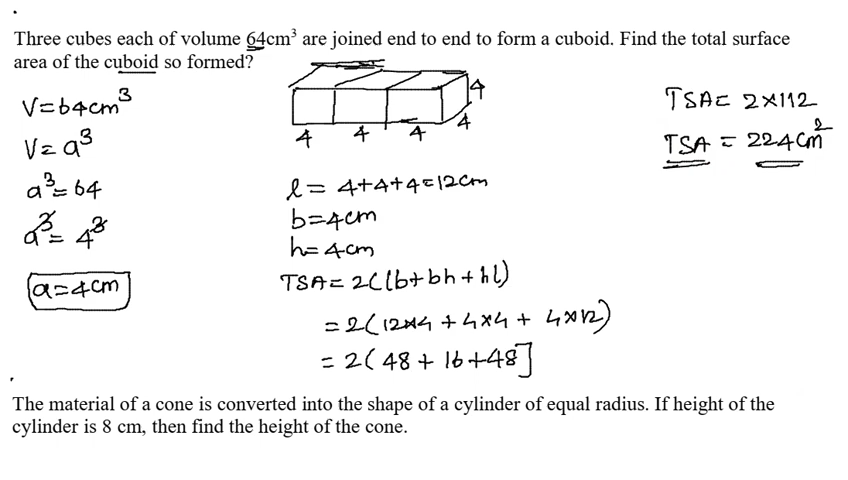 Three cubes each of volume 64cm³ are joined end to end to form a cuboid. Find the total surface
area of the cuboid so formed?
V=64cm³
V=a³
a³=64
a³=4³
a=4cm
4
4
4
4
4
l=4+4+4=12cm
b=4cm
h=4cm
TSA=2(lb+bh+hl)
=2(12×4+4×4+4×12)
=2(48+16+48]
TSA=2×112
TSA=224cm²
The material of a cone is converted into the shape of a cylinder of equal radius. If height of the
cylinder is 8 cm, then find the height of the cone.